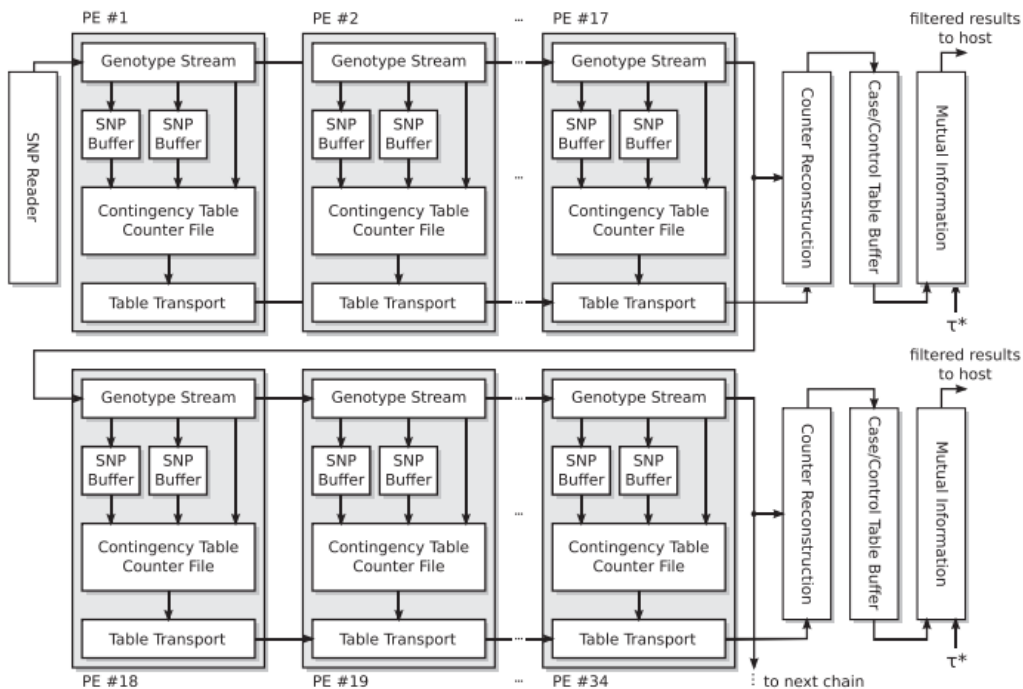 PE #1
PE #2
...
PE #17
filtered results
to host
SNP Reader
Genotype Stream
Genotype Stream
...
Genotype Stream
SNP
Buffer
SNP
Buffer
SNP
Buffer
SNP
Buffer
SNP
Buffer
SNP
Buffer
...
Contingency Table
Counter File
Contingency Table
Counter File
Contingency Table
Counter File
Table Transport
Table Transport
...
Table Transport
Counter Reconstruction
Case/Control Table Buffer
Mutual Information
τ*
filtered results
to host
Genotype Stream
Genotype Stream
...
Genotype Stream
SNP
Buffer
SNP
Buffer
SNP
Buffer
SNP
Buffer
SNP
Buffer
SNP
Buffer
...
Contingency Table
Counter File
Contingency Table
Counter File
Contingency Table
Counter File
Table Transport
Table Transport
...
Table Transport
Counter Reconstruction
Case/Control Table Buffer
Mutual Information
τ*
PE #18
PE #19
...
PE #34
to next chain